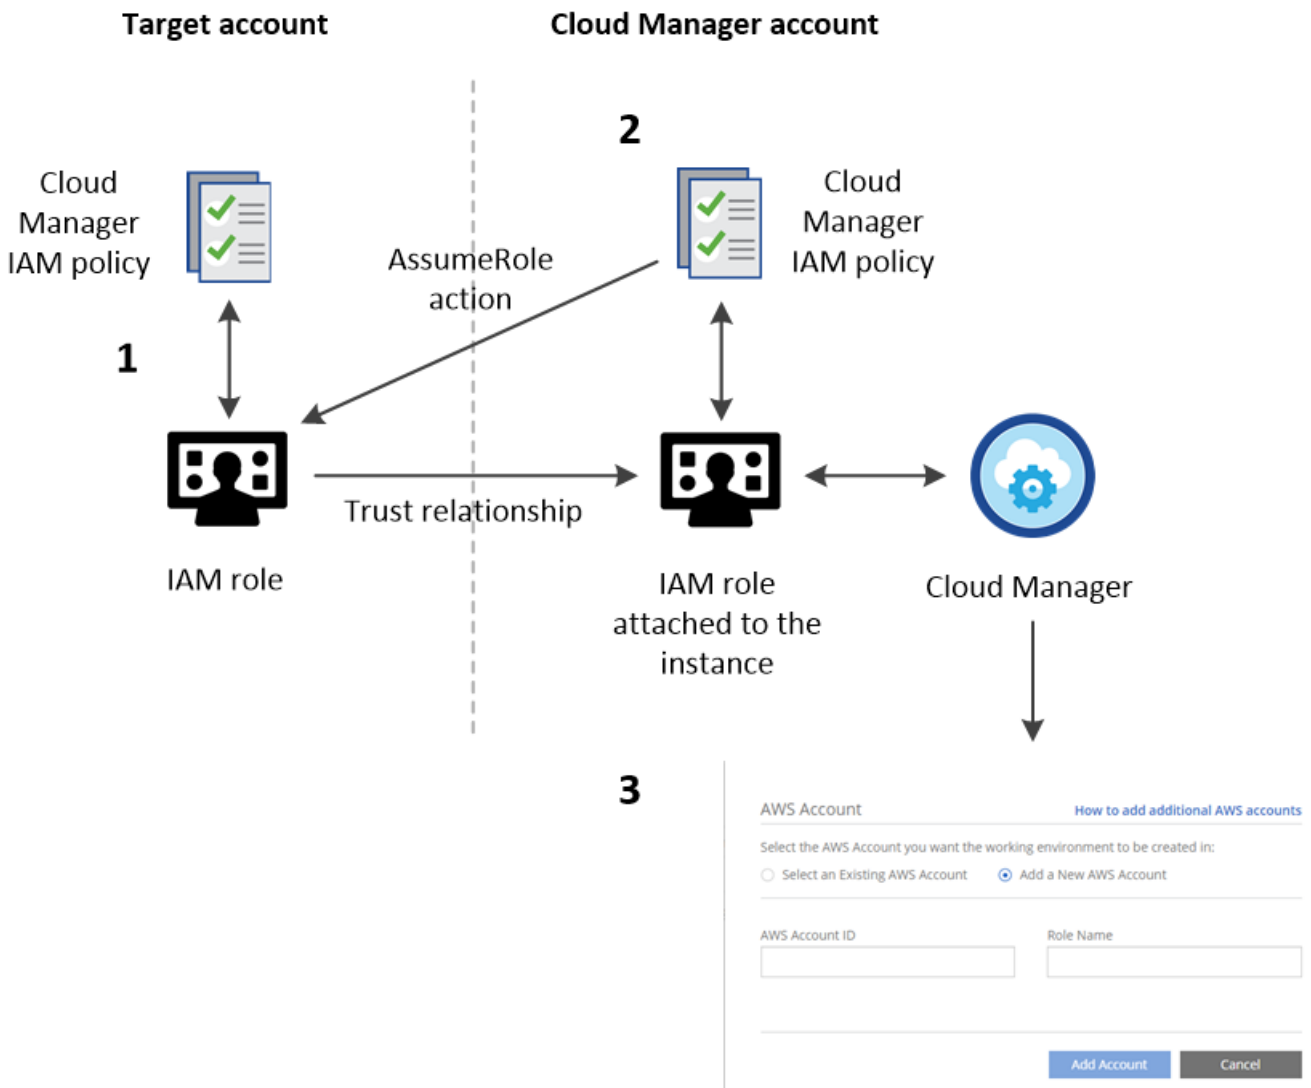 Target account
Cloud Manager account
2
Cloud
Manager
IAM policy
AssumeRole
action
Cloud
Manager
IAM policy
1
Trust relationship
IAM role
IAM role
attached to the
instance
Cloud Manager
3
AWS Account
How to add additional AWS accounts
Select the AWS Account you want the working environment to be created in:
Select an Existing AWS Account
Add a New AWS Account
AWS Account ID
Role Name
Add Account
Cancel